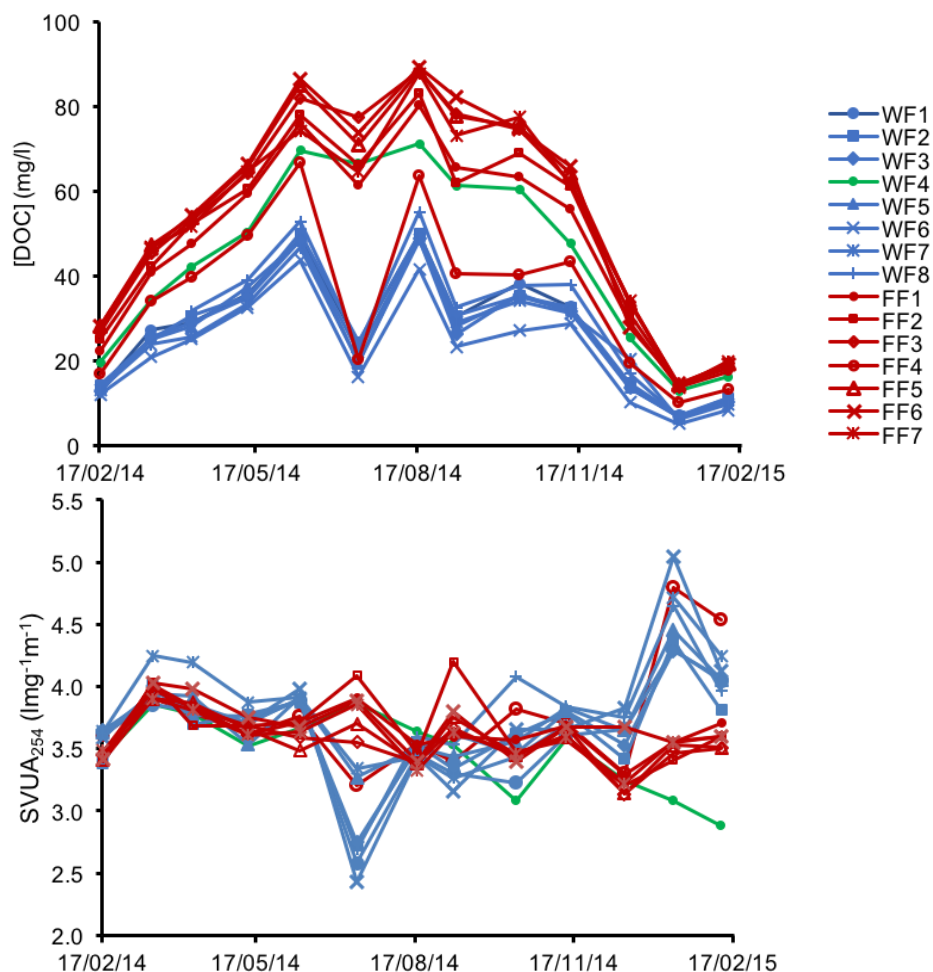 100
80
60
40
20
0
[DOC] (mg/l)
17/02/14 17/05/14 17/08/14 17/11/14 17/02/15
WF1
WF2
WF3
WF4
WF5
WF6
WF7
WF8
FF1
FF2
FF3
FF4
FF5
FF6
FF7
5.5
5.0
4.5
4.0
3.5
3.0
2.5
2.0
SVUA254 (lmg-1m-1)
17/02/14 17/05/14 17/08/14 17/11/14 17/02/15